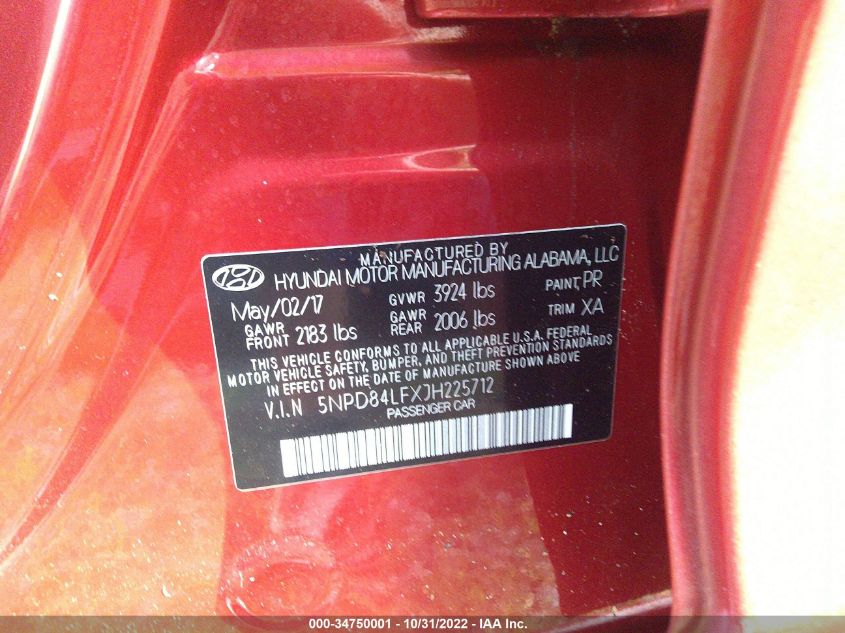 MANUFACTURED BY
HYUNDAI MOTOR MANUFACTURING ALABAMA, LLC
May/02/17 GVWR 3924 lbs PAINT PR
GAWR FRONT 2183 lbs GAWR REAR 2006 lbs TRIM XA
THIS VEHICLE CONFORMS TO ALL APPLICABLE U.S.A. FEDERAL
MOTOR VEHICLE SAFETY, BUMPER, AND THEFT PREVENTION STANDARDS
IN EFFECT ON THE DATE OF MANUFACTURE SHOWN ABOVE
V.I.N 5NPD84LFXJH225712
PASSENGER CAR
000-34750001 - 10/31/2022 - IAA Inc.